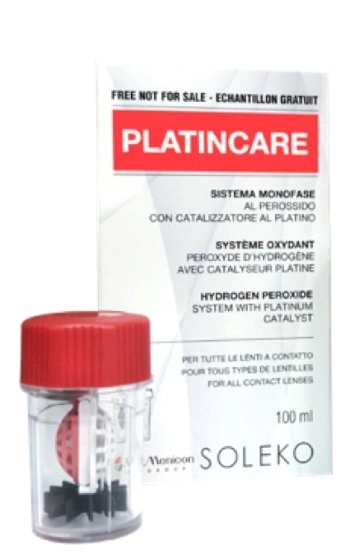 FREE NOT FOR SALE - ECHANTILLON GRATUIT
PLATINCARE
SISTEMA MONOFASE
AL PEROSSIDO
CON CATALIZZATORE AL PLATINO
SYSTÈME OXYDANT
PEROXYDE D'HYDROGÈNE
AVEC CATALYSEUR PLATINE
HYDROGEN PEROXIDE
SYSTEM WITH PLATINUM
CATALYST
PER TUTTE LE LENTI A CONTATTO
POUR TOUS TYPES DE LENTILLES
FOR ALL CONTACT LENSES
100 ml
Menicon SOLEKO
GROUP